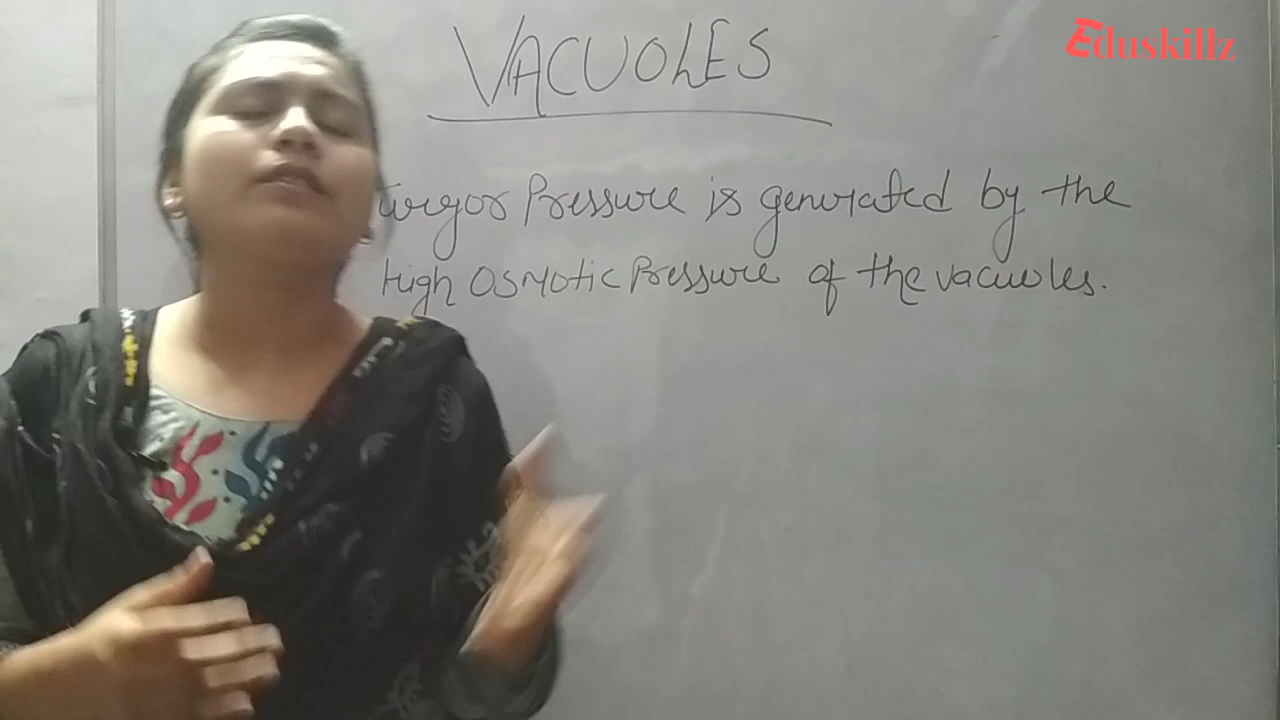 VACUOLES
Eduskillz
Turgor Pressure is generated by the
High Osmotic Pressure of the vacuoles.